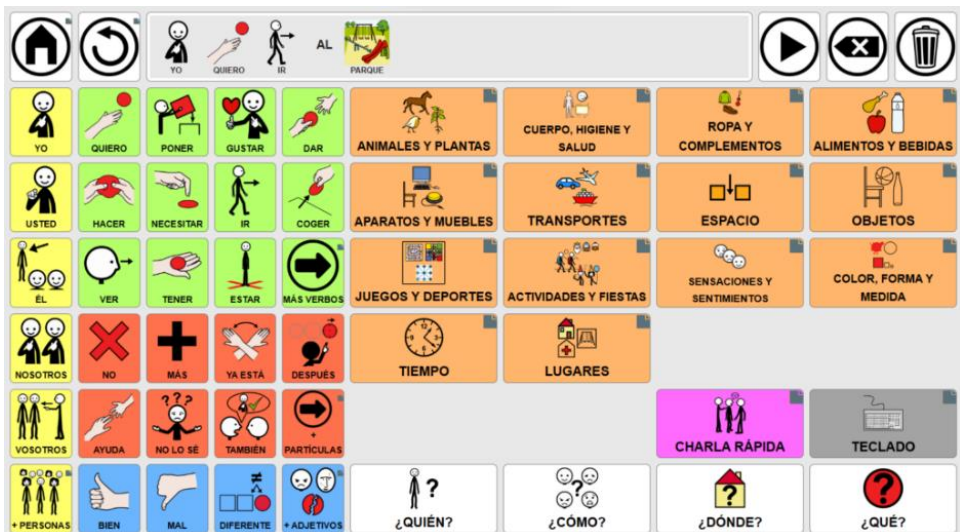 YO QUIERO IR AL PARQUE
YO QUIERO PONER GUSTAR DAR ANIMALES Y PLANTAS
CUERPO, HIGIENE Y
SALUD
ROPA Y
COMPLEMENTOS
ALIMENTOS Y BEBIDAS
USTED HACER NECESITAR IR COGER APARATOS Y MUEBLES TRANSPORTES ESPACIO OBJETOS
ÉL VER TENER ESTAR MÁS VERBOS JUEGOS Y DEPORTES ACTIVIDADES Y FIESTAS
SENSACIONES Y
SENTIMIENTOS
COLOR, FORMA Y
MEDIDA
NOSOTROS NO MÁS YA ESTÁ DESPUÉS TIEMPO LUGARES
VOSOTROS AYUDA
???
NO LO SÉ TAMBIÉN
+
PARTÍCULAS
CHARLA RÁPIDA TECLADO
+ PERSONAS BIEN MAL DIFERENTE + ADJETIVOS
?
¿QUIÉN?
?
¿CÓMO?
?
¿DÓNDE?
?
¿QUÉ?